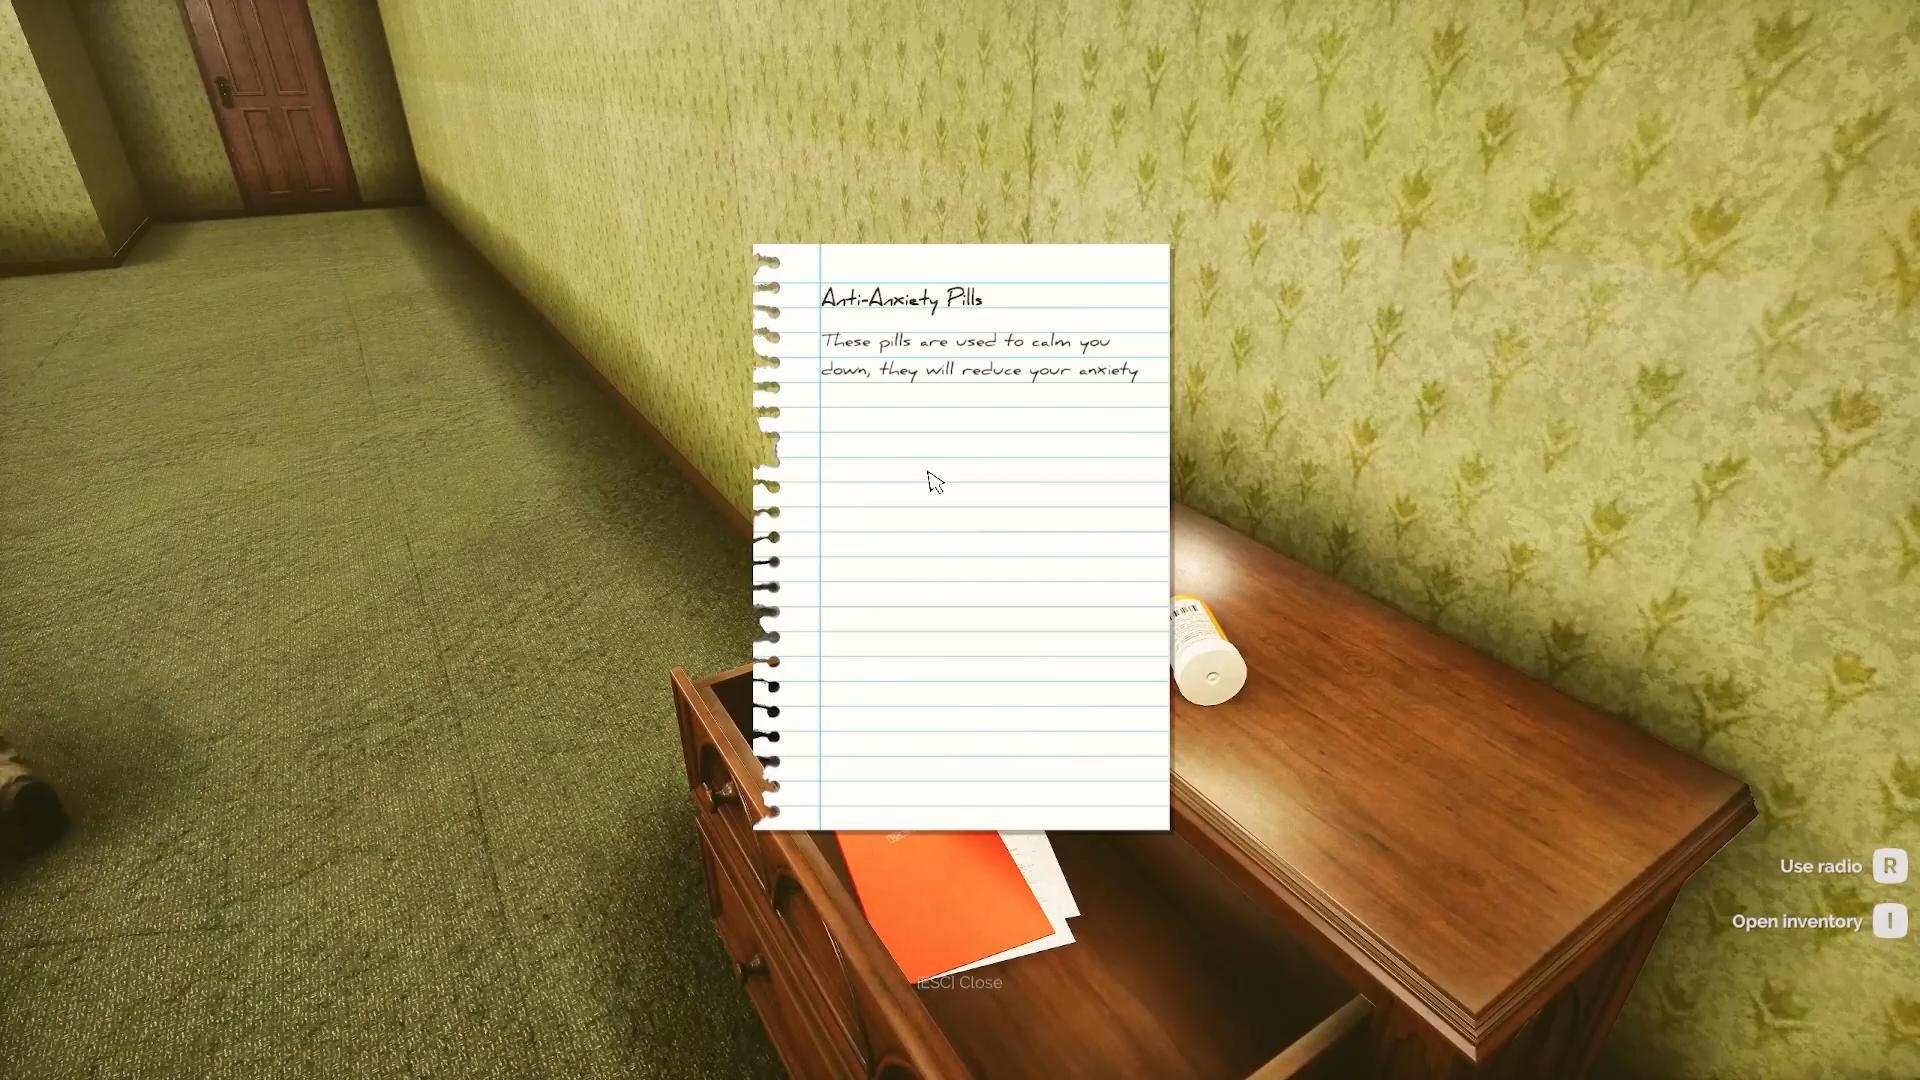 Anti-Anxiety Pills
These pills are used to calm you
down, they will reduce your anxiety
Use radio R
Open inventory I
[ESC] Close